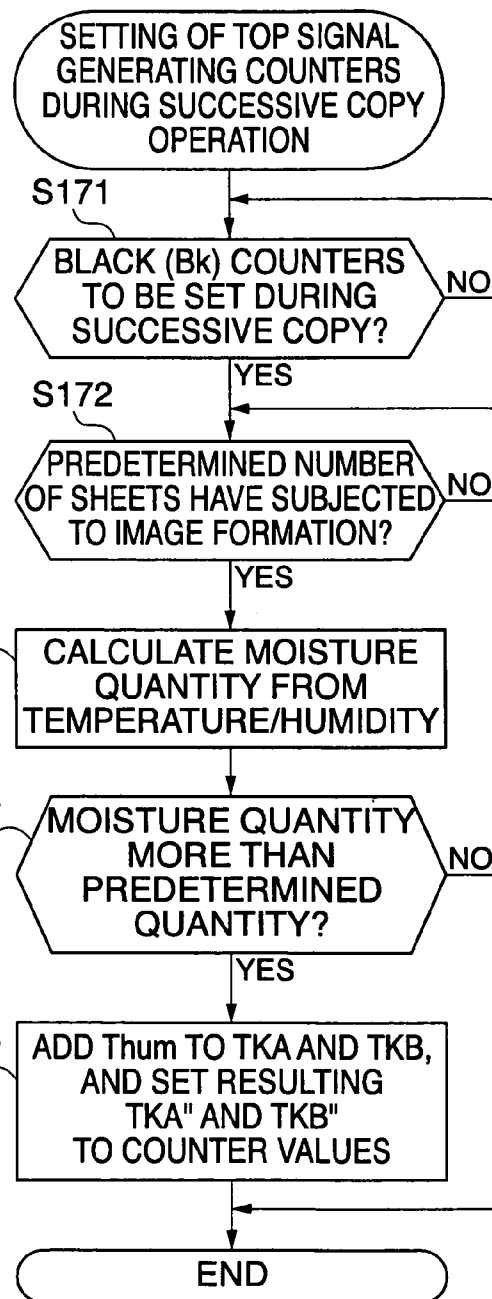 SETTING OF TOP SIGNAL
GENERATING COUNTERS
DURING SUCCESSIVE COPY
OPERATION
S171
BLACK (Bk) COUNTERS
TO BE SET DURING
SUCCESSIVE COPY?
NO
YES
S172
PREDETERMINED NUMBER
OF SHEETS HAVE SUBJECTED
TO IMAGE FORMATION?
NO
YES
CALCULATE MOISTURE
QUANTITY FROM
TEMPERATURE/HUMIDITY
MOISTURE QUANTITY
MORE THAN
PREDETERMINED
QUANTITY?
NO
YES
ADD Thum TO TKA AND TKB,
AND SET RESULTING
TKA" AND TKB"
TO COUNTER VALUES
END